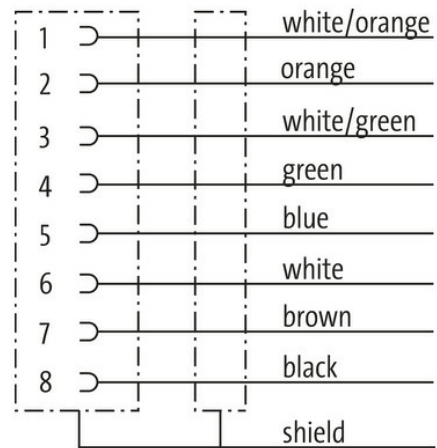 1 white/orange
2 orange
3 white/green
4 green
5 blue
6 white
7 brown
8 black
shield